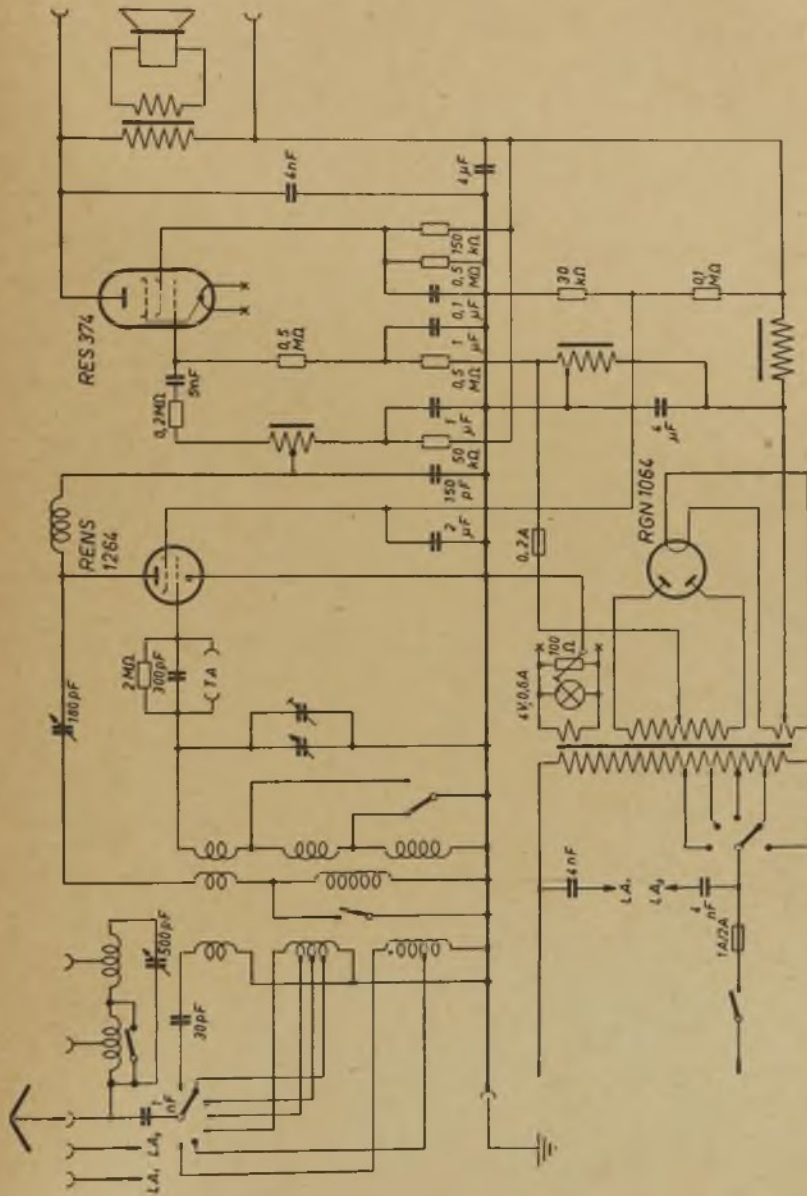 RES 374
0,2MΩ
5nF
0,5
MΩ
4nF
4µF
150
kΩ
0,5
MΩ
0,1
µF
1
µF
0,5
MΩ
1
µF
50
kΩ
150
pF
2
µF
30
kΩ
0,1
MΩ
RENS
1264
2MΩ
300pF
(TA)
180pF
500pF
30pF
1
nF
LA₁
LA₂
0,2A
4
µF
RGN 1064
100
Ω
4V,0,6A
4nF
LA₁
LA₂
4
nF
1A/2A